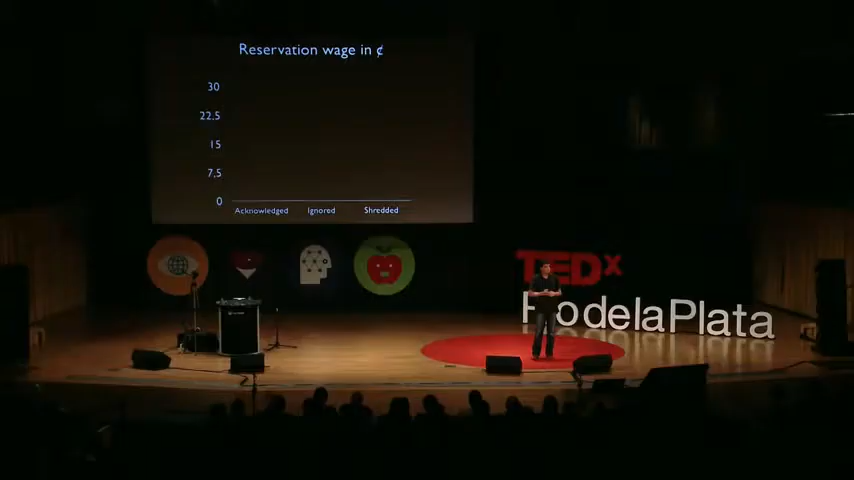 Reservation wage in ¢
30
22,5
15
7,5
0
Acknowledged Ignored Shredded
TEDx
RiodelaPlata